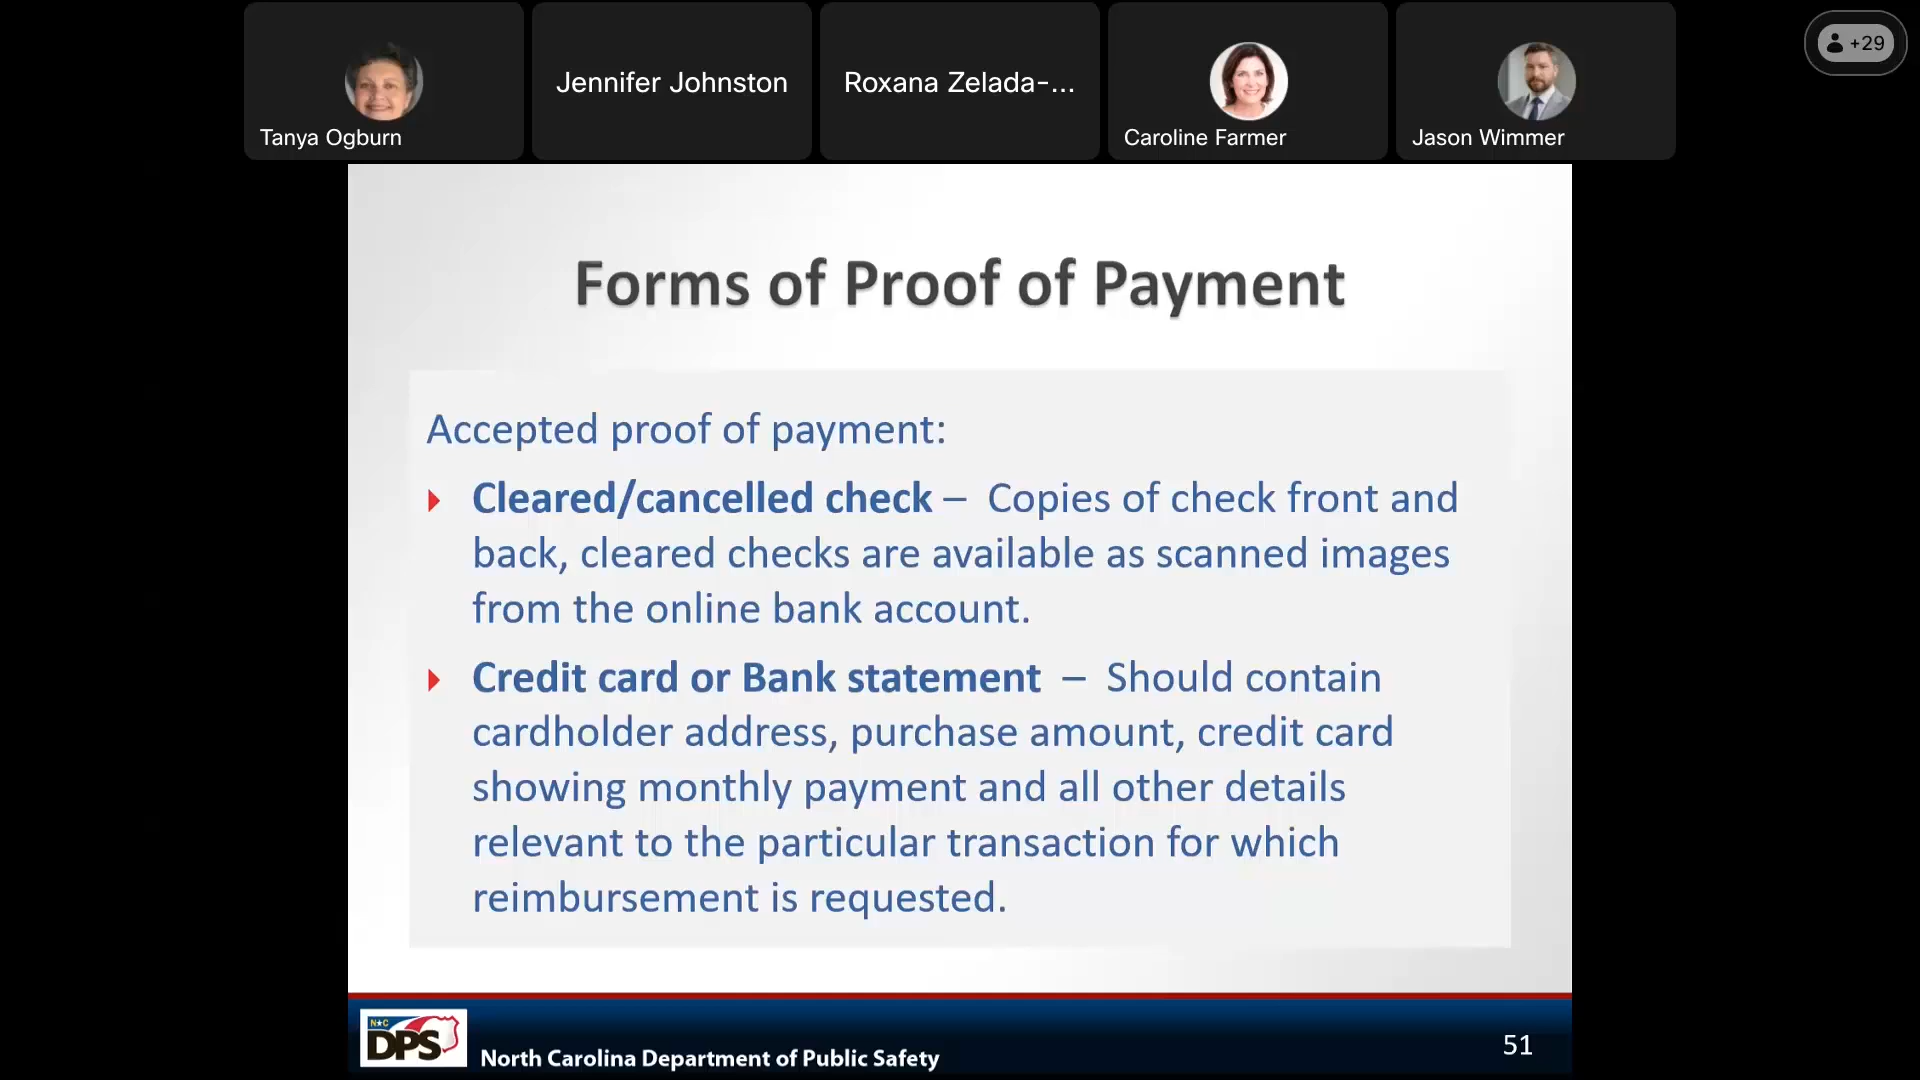 Tanya Ogburn
Jennifer Johnston
Roxana Zelada-...
Caroline Farmer
Jason Wimmer
+29
Forms of Proof of Payment
Accepted proof of payment:
Cleared/cancelled check – Copies of check front and
back, cleared checks are available as scanned images
from the online bank account.
Credit card or Bank statement – Should contain
cardholder address, purchase amount, credit card
showing monthly payment and all other details
relevant to the particular transaction for which
reimbursement is requested.
N★C
DPS
North Carolina Department of Public Safety
51